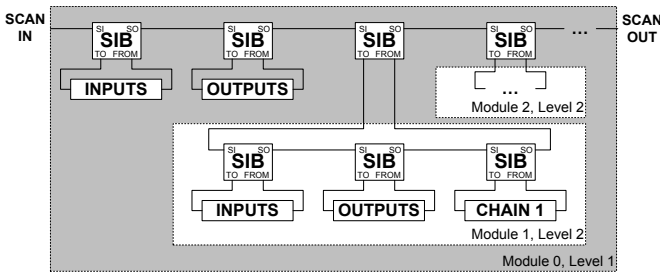 SCAN IN
SI SO SI SO SI SO SI SO
SIB SIB SIB SIB ...
TO FROM TO FROM TO FROM TO FROM
SCAN OUT
INPUTS OUTPUTS ...
Module 2, Level 2
SI SO SI SO SI SO
SIB SIB SIB
TO FROM TO FROM TO FROM
INPUTS OUTPUTS CHAIN 1
Module 1, Level 2
Module 0, Level 1